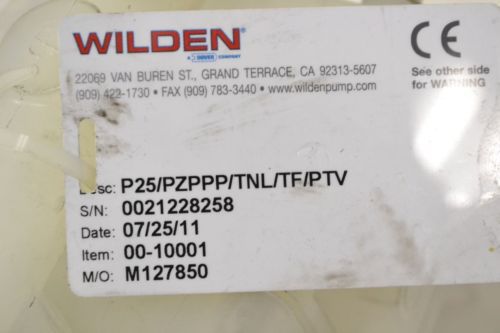 WILDEN®
A DOVER COMPANY
22069 VAN BUREN ST., GRAND TERRACE, CA 92313-5607
(909) 422-1730 • FAX (909) 783-3440 • www.wildenpump.com
CE
See other side
for WARNING
Desc: P25/PZPPP/TNL/TF/PTV
S/N: 0021228258
Date: 07/25/11
Item: 00-10001
M/O: M127850